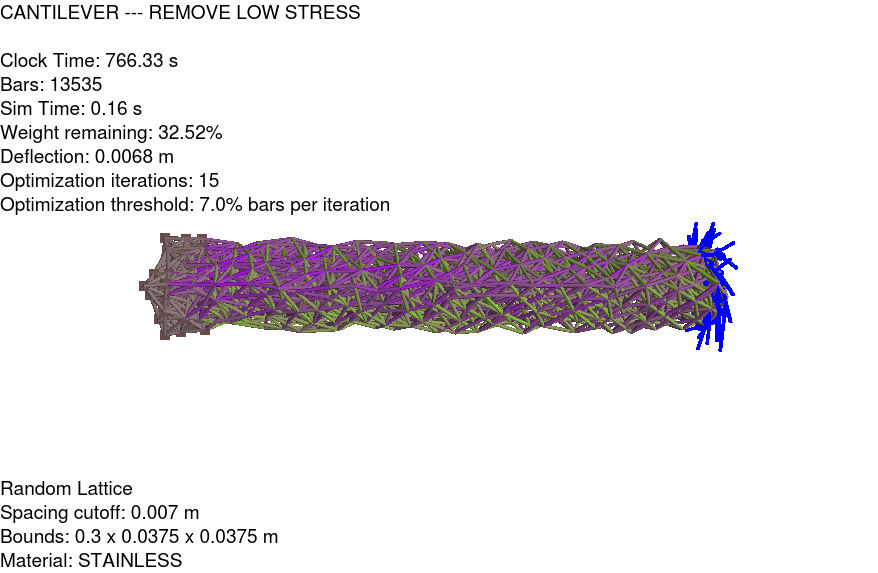 CANTILEVER --- REMOVE LOW STRESS
Clock Time: 766.33 s
Bars: 13535
Sim Time: 0.16 s
Weight remaining: 32.52%
Deflection: 0.0068 m
Optimization iterations: 15
Optimization threshold: 7.0% bars per iteration
Random Lattice
Spacing cutoff: 0.007 m
Bounds: 0.3 x 0.0375 x 0.0375 m
Material: STAINLESS